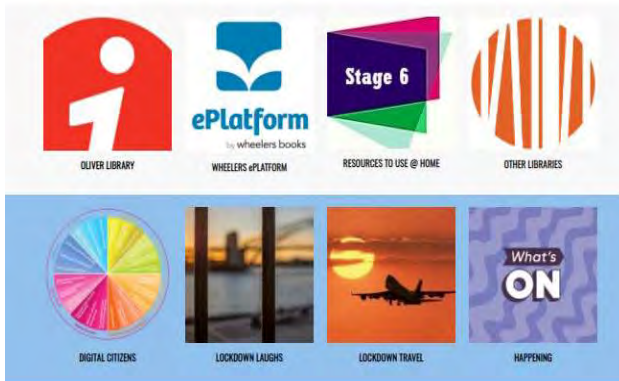 Stage 6
ePlatform
by wheelers books
OLIVER LIBRARY
WHEELERS ePLATFORM
RESOURCES TO USE @ HOME
OTHER LIBRARIES
What's
ON
DIGITAL CITIZENS
LOCKDOWN LAUGHS
LOCKDOWN TRAVEL
HAPPENING